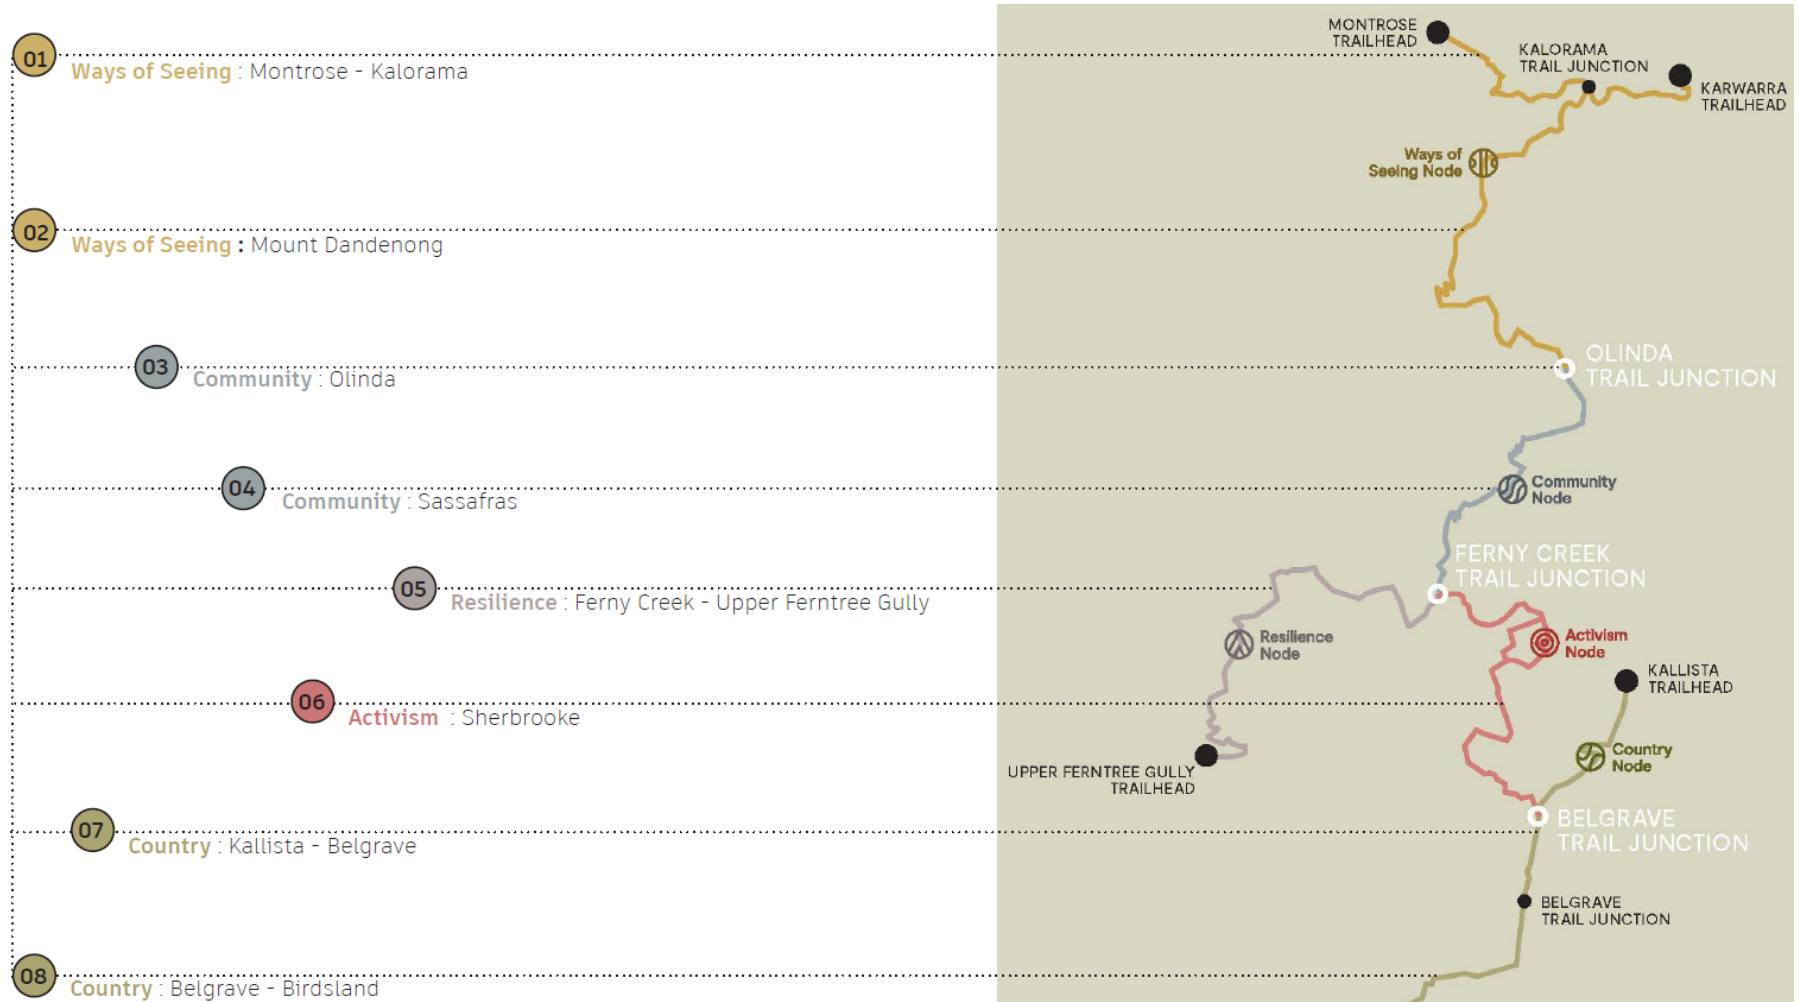 01
Ways of Seeing : Montrose - Kalorama
02
Ways of Seeing : Mount Dandenong
03
Community : Olinda
04
Community : Sassafras
05
Resilience : Ferny Creek - Upper Ferntree Gully
06
Activism : Sherbrooke
07
Country : Kallista - Belgrave
08
Country : Belgrave - Birdsland
MONTROSE
TRAILHEAD
KALORAMA
TRAIL JUNCTION
KARWARRA
TRAILHEAD
Ways of
Seeing Node
OLINDA
TRAIL JUNCTION
Community
Node
FERNY CREEK
TRAIL JUNCTION
Resilience
Node
Activism
Node
KALLISTA
TRAILHEAD
UPPER FERNTREE GULLY
TRAILHEAD
Country
Node
BELGRAVE
TRAIL JUNCTION
BELGRAVE
TRAIL JUNCTION